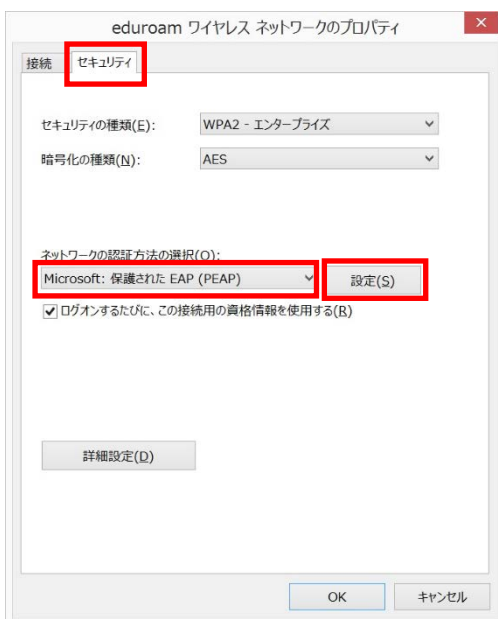 eduroam ワイヤレス ネットワークのプロパティ
接続 セキュリティ
セキュリティの種類(E): WPA2 - エンタープライズ
暗号化の種類(N): AES
ネットワークの認証方法の選択(O):
Microsoft: 保護された EAP (PEAP) 設定(S)
ログオンするたびに、この接続用の資格情報を使用する(R)
詳細設定(D)
OK キャンセル